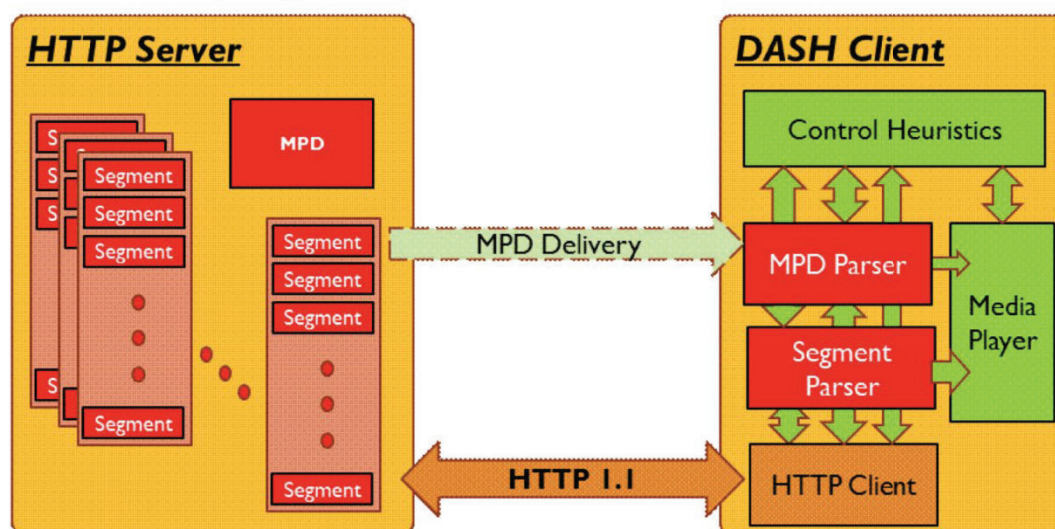 HTTP Server
MPD
Segment
Segment
Segment
Segment
Segment
Segment
Segment
Segment
MPD Delivery
HTTP 1.1
DASH Client
Control Heuristics
MPD Parser
Segment
Parser
Media
Player
HTTP Client